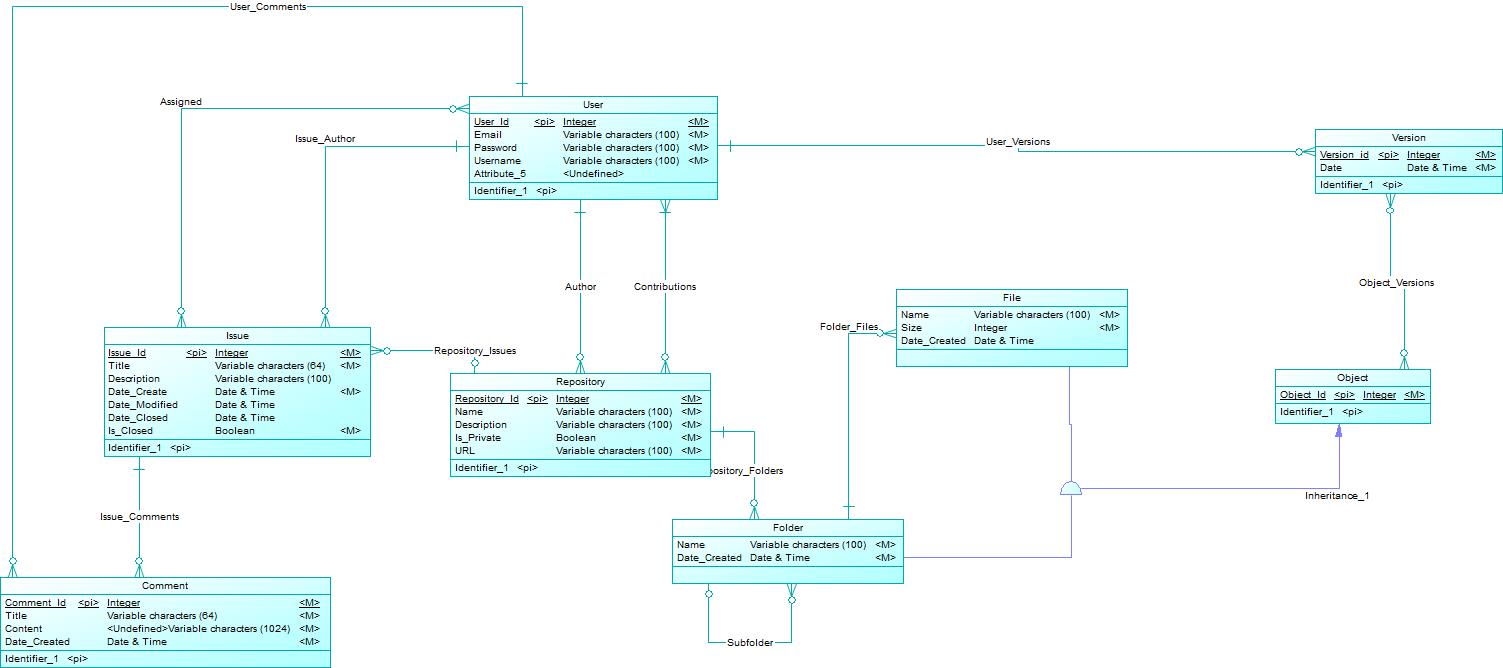 User_Comments
Assigned
Issue_Author
User
User_Id <pi> Integer <M>
Email Variable characters (100) <M>
Password Variable characters (100) <M>
Username Variable characters (100) <M>
Attribute_5 <Undefined>
Identifier_1 <pi>
User_Versions
Version
Version_id <pi> Integer <M>
Date Date & Time <M>
Identifier_1 <pi>
Author
Contributions
Object_Versions
File
Name Variable characters (100) <M>
Size Integer <M>
Date_Created Date & Time
Folder_Files
Issue
Issue_Id <pi> Integer <M>
Title Variable characters (64) <M>
Description Variable characters (100)
Date_Create Date & Time <M>
Date_Modified Date & Time
Date_Closed Date & Time
Is_Closed Boolean <M>
Identifier_1 <pi>
Repository_Issues
Repository
Repository_Id <pi> Integer <M>
Name Variable characters (100) <M>
Description Variable characters (100) <M>
Is_Private Boolean <M>
URL Variable characters (100) <M>
Identifier_1 <pi>
Object
Object_Id <pi> Integer <M>
Identifier_1 <pi>
pository_Folders
Inheritance_1
Issue_Comments
Folder
Name Variable characters (100) <M>
Date_Created Date & Time <M>
Subfolder
Comment
Comment_Id <pi> Integer <M>
Title Variable characters (64) <M>
Content <Undefined>Variable characters (1024) <M>
Date_Created Date & Time <M>
Identifier_1 <pi>